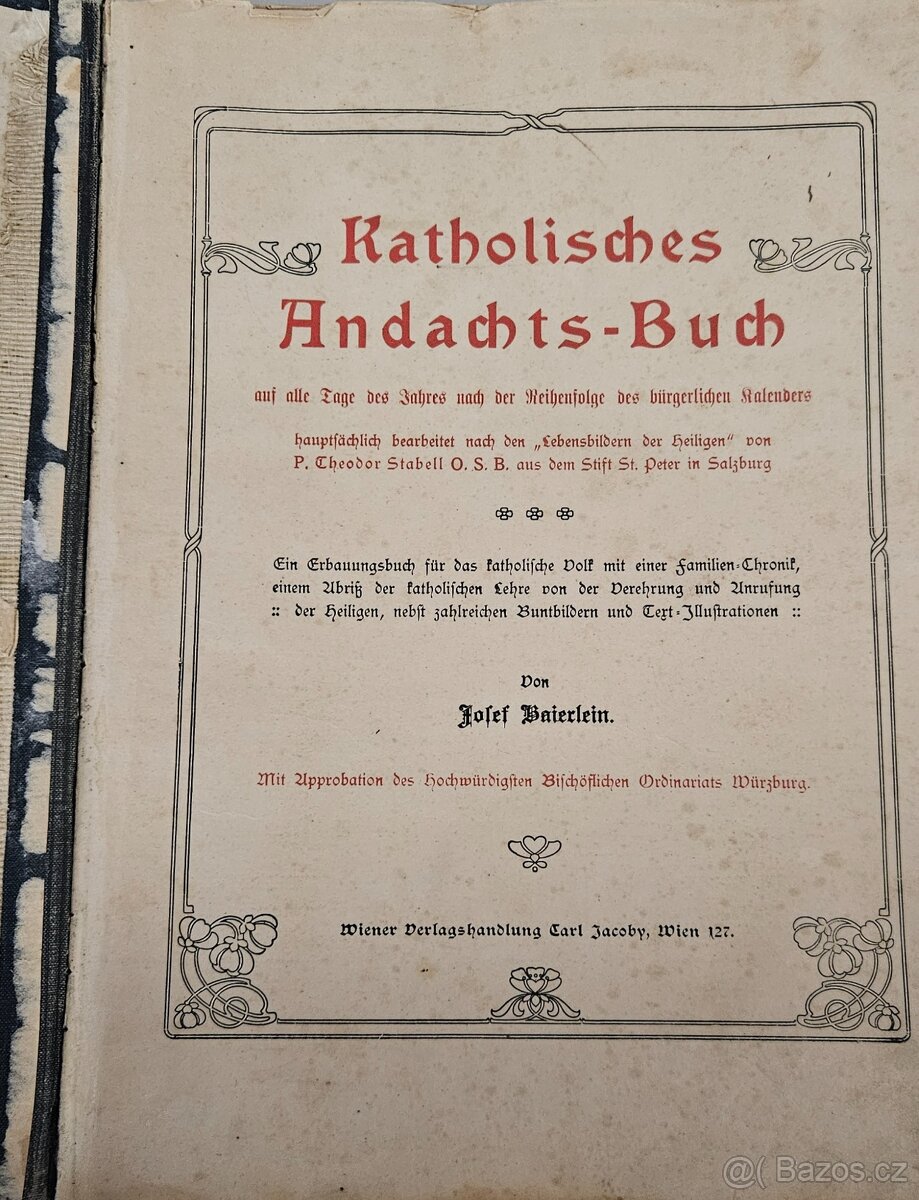 Katholisches
Andachts-Buch
auf alle Tage des Jahres nach der Reihenfolge des bürgerlichen Kalenders
hauptsächlich bearbeitet nach den „Lebensbildern der Heiligen“ von
P. Theodor Stabell O. S. B. aus dem Stift St. Peter in Salzburg
Ein Erbauungsbuch für das katholische Volk mit einer Familien-Chronik,
einem Abriß der katholischen Lehre von der Verehrung und Anrufung
:: der Heiligen, nebst zahlreichen Buntbildern und Text-Illustrationen ::
Von
Josef Baierlein.
Mit Approbation des Hochwürdigsten Bischöflichen Ordinariats Würzburg.
Wiener Verlagshandlung Carl Jacoby, Wien 127.
@( Bazos.cz